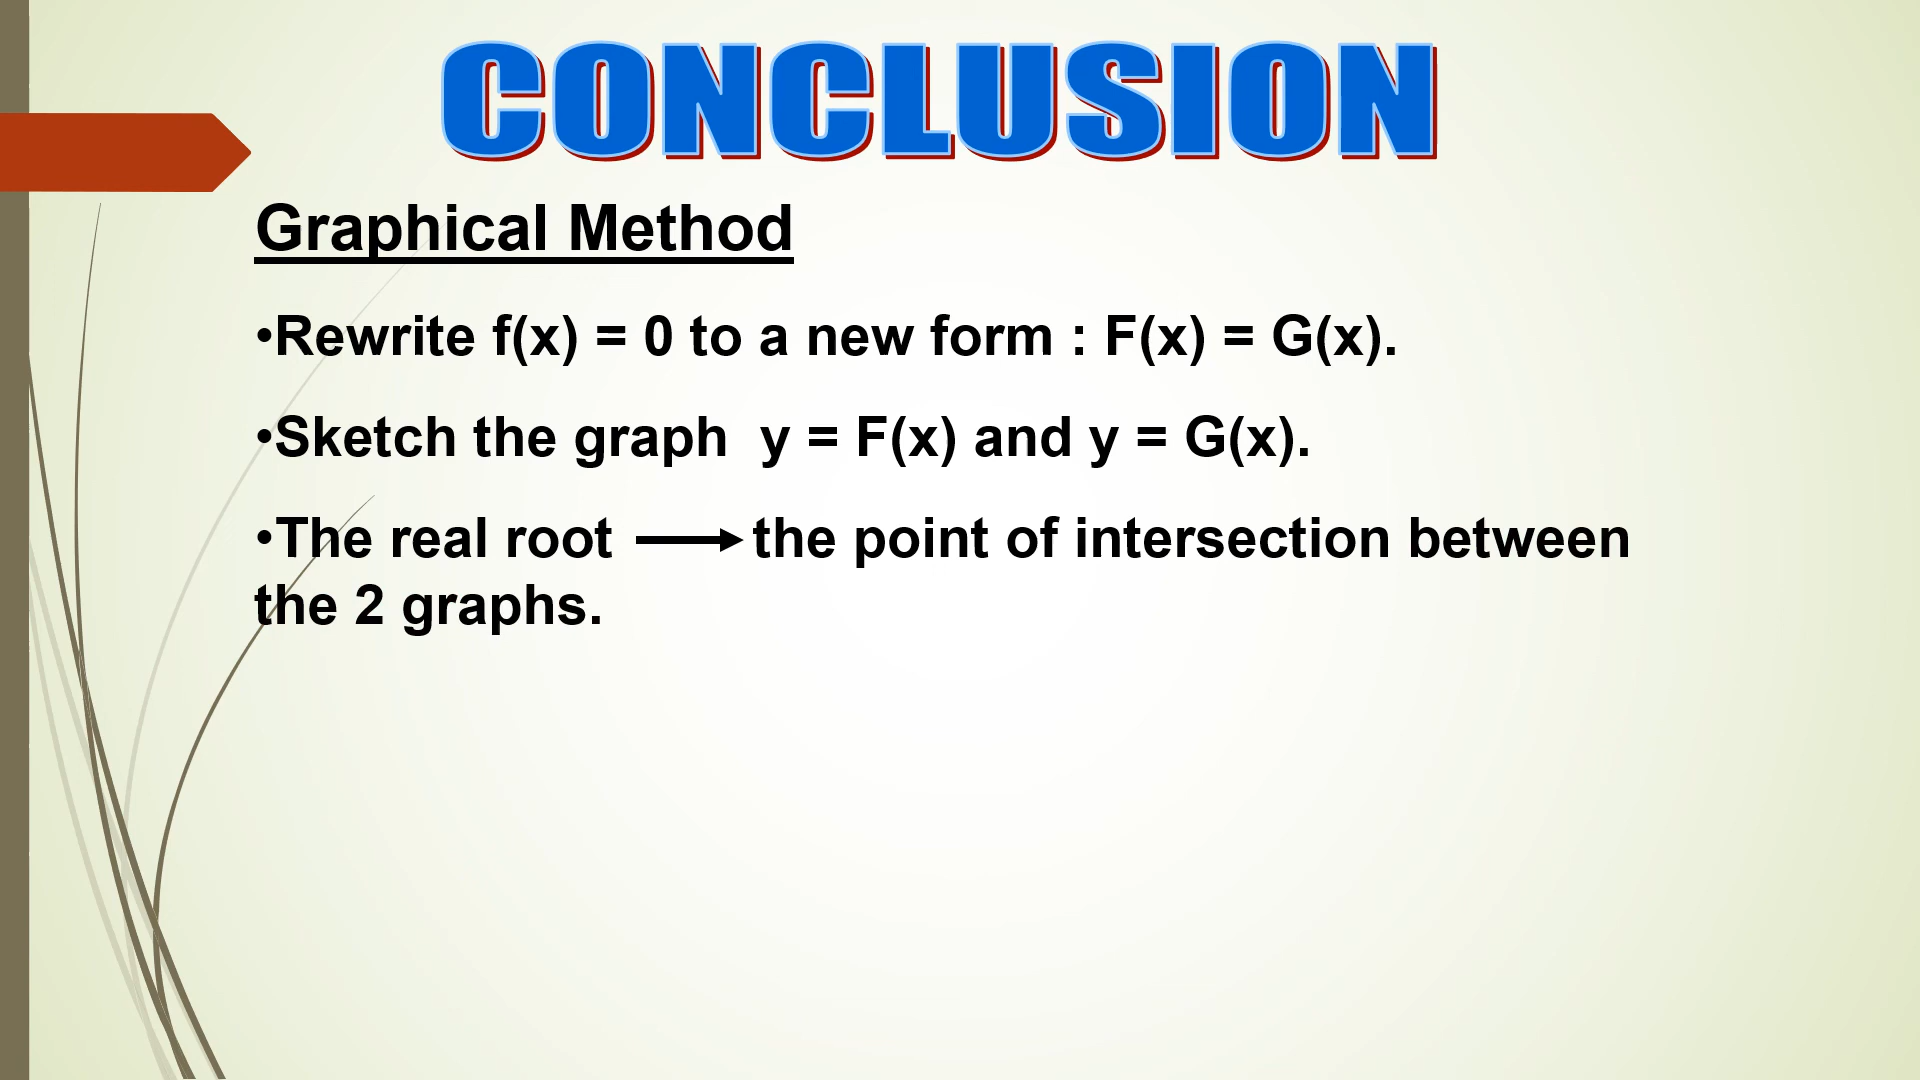 CONCLUSION
Graphical Method
•Rewrite f(x) = 0 to a new form : F(x) = G(x).
•Sketch the graph  y = F(x) and y = G(x).
•The real root ⟶ the point of intersection between
the 2 graphs.